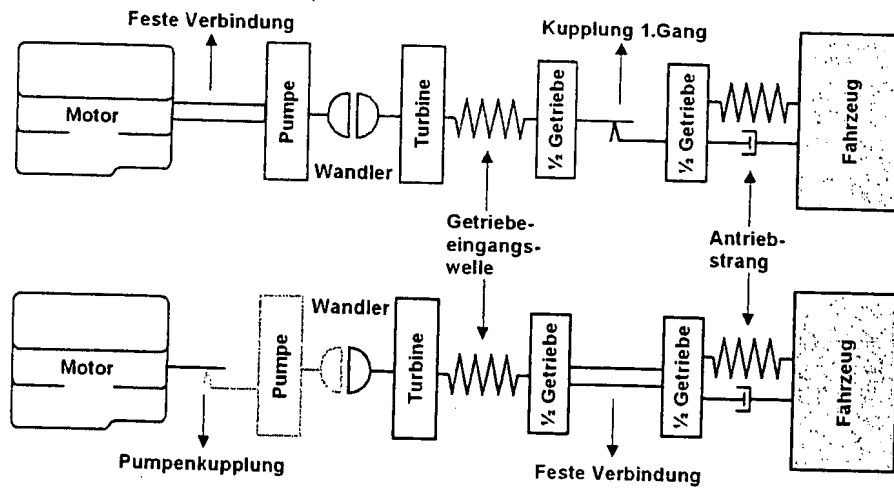 Feste Verbindung
Kupplung 1.Gang
Motor
Pumpe
Wandler
Turbine
½ Getriebe
½ Getriebe
Fahrzeug
Getriebe-
eingangs-
welle
Antrieb-
strang
Wandler
Motor
Pumpe
Turbine
½ Getriebe
½ Getriebe
Fahrzeug
Pumpenkupplung
Feste Verbindung